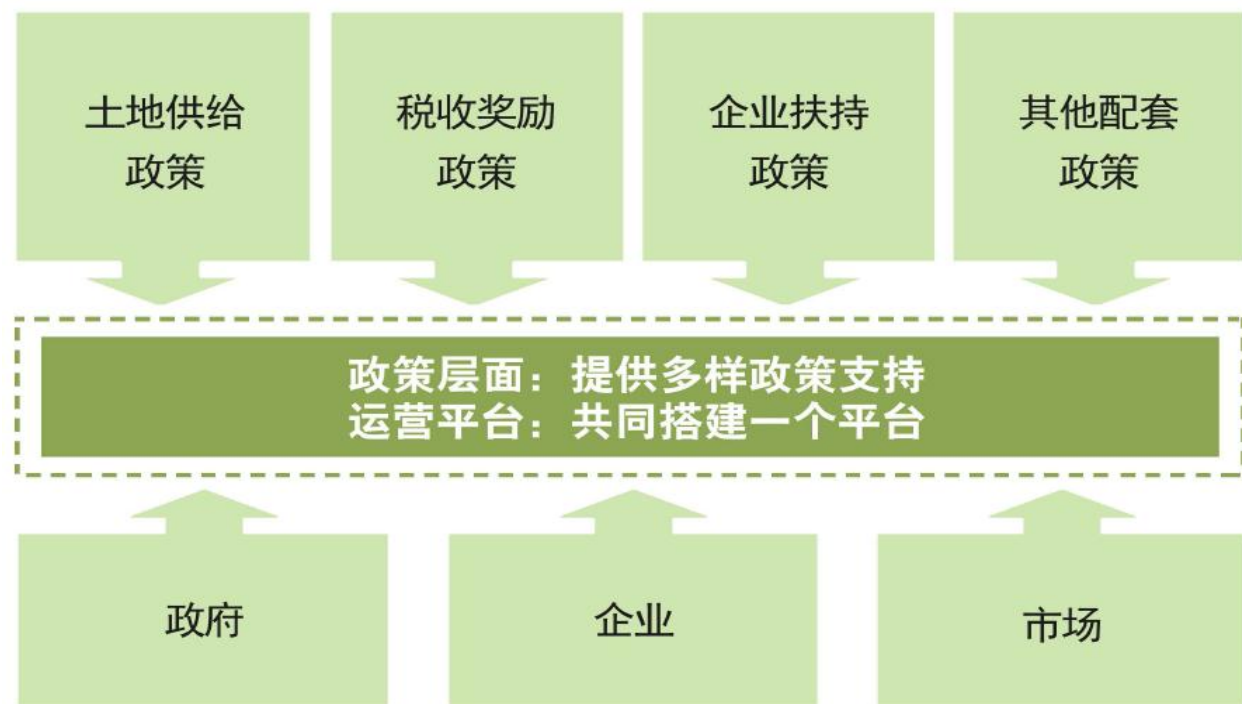 土地供给
政策
税收奖励
政策
企业扶持
政策
其他配套
政策
政策层面：提供多样政策支持
运营平台：共同搭建一个平台
政府
企业
市场